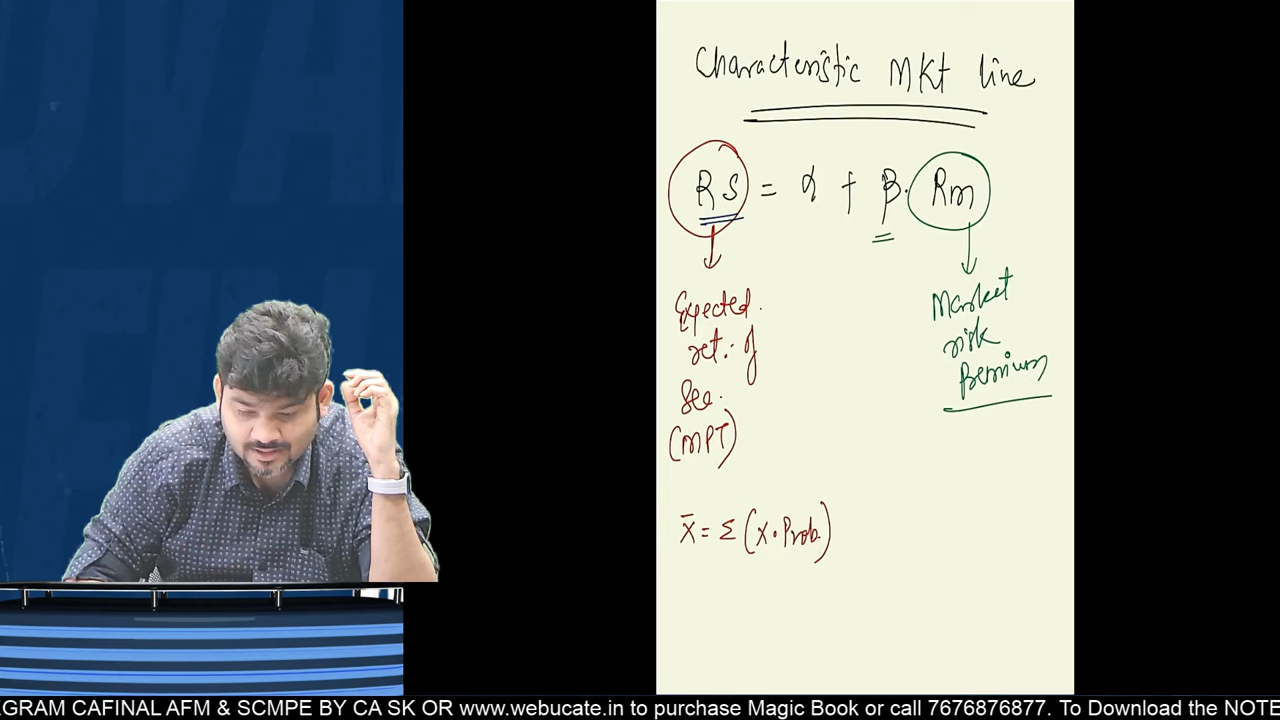 Characteristic MKt line
RS = α + β. Rm
Expected
ret. of
Sec.
(MPT)
Market
risk
Premium
x̄ = Σ (x • Prob.)
EGRAM CAFINAL AFM & SCMPE BY CA SK OR www.webucate.in to purchase Magic Book or call 7676876877. To Download the NOTE